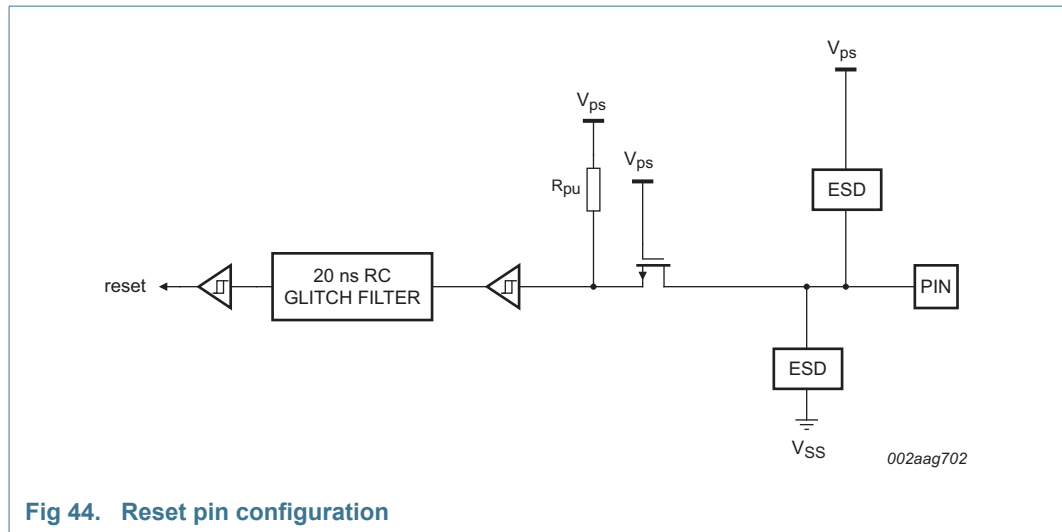 V_ps
V_ps
V_ps
R_pu
ESD
reset
20 ns RC
GLITCH FILTER
PIN
ESD
V_SS
002aag702
Fig 44. Reset pin configuration